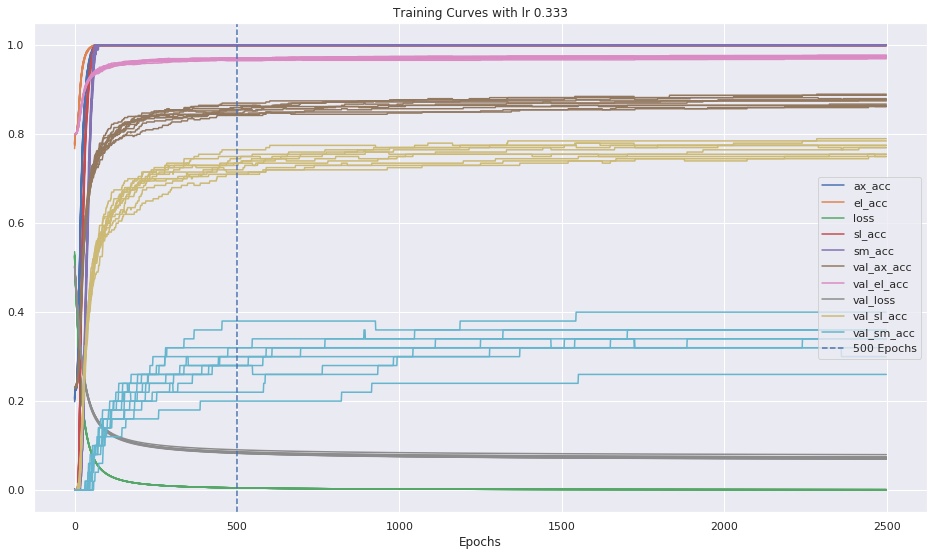 Training Curves with lr 0.333
1.0
0.8
0.6
0.4
0.2
0.0
ax_acc
el_acc
loss
sl_acc
sm_acc
val_ax_acc
val_el_acc
val_loss
val_sl_acc
val_sm_acc
500 Epochs
0
500
1000
1500
2000
2500
Epochs